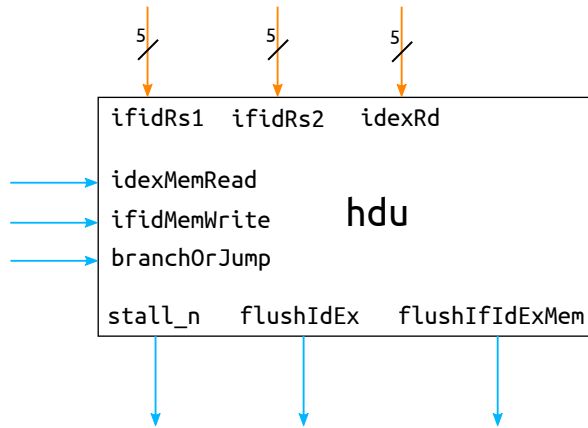 5 5 5
ifidRs1 ifidRs2 idexRd
idexMemRead
ifidMemWrite
hdu
branchOrJump
stall_n flushIdEx flushIfIdExMem